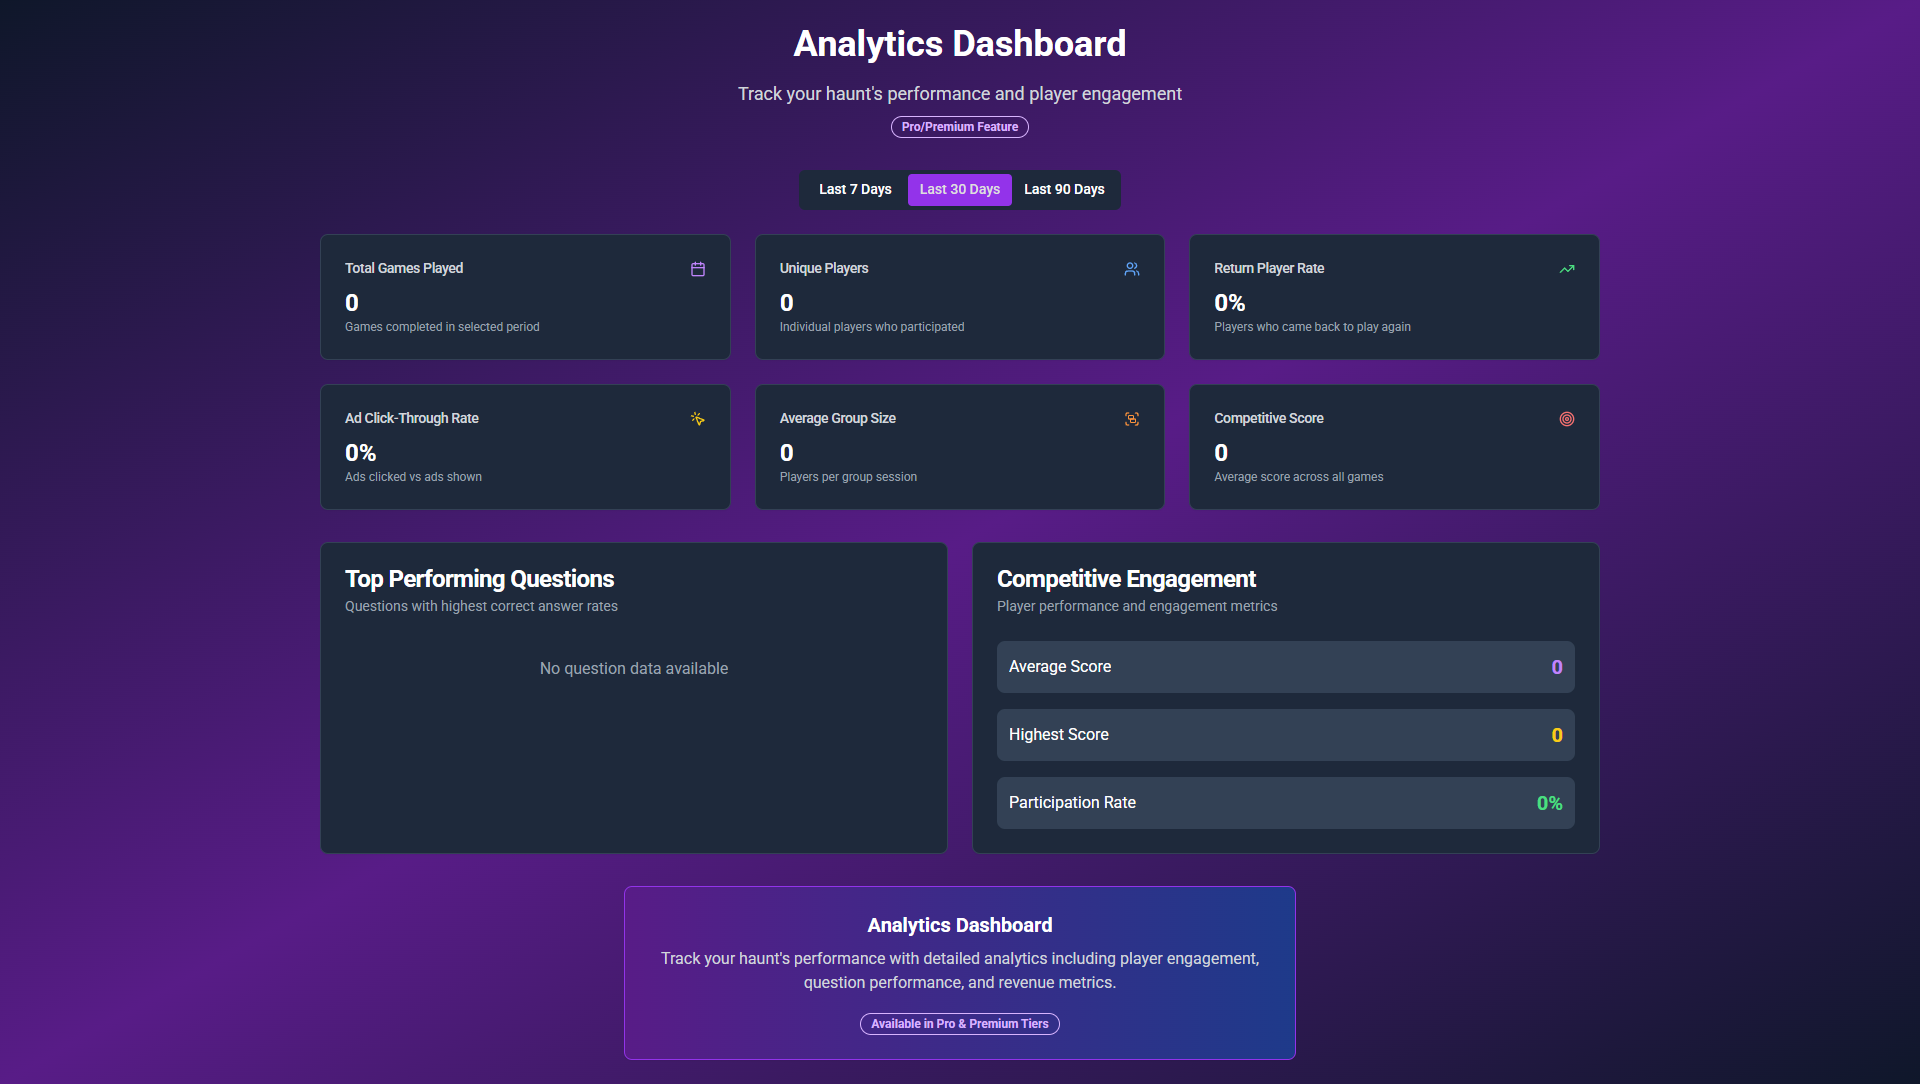 Analytics Dashboard
Track your haunt's performance and player engagement
Pro/Premium Feature
Last 7 Days
Last 30 Days
Last 90 Days
Total Games Played
0
Games completed in selected period
Unique Players
0
Individual players who participated
Return Player Rate
0%
Players who came back to play again
Ad Click-Through Rate
0%
Ads clicked vs ads shown
Average Group Size
0
Players per group session
Competitive Score
0
Average score across all games
Top Performing Questions
Questions with highest correct answer rates
No question data available
Competitive Engagement
Player performance and engagement metrics
Average Score
0
Highest Score
0
Participation Rate
0%
Analytics Dashboard
Track your haunt's performance with detailed analytics including player engagement,
question performance, and revenue metrics.
Available in Pro & Premium Tiers